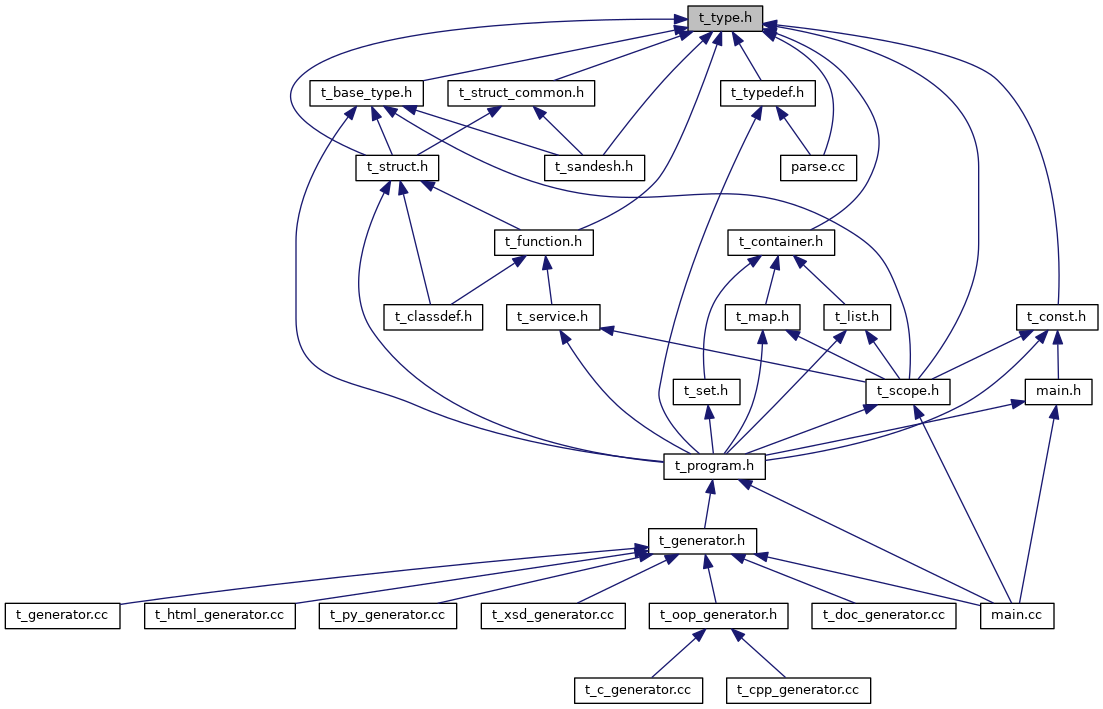 t_type.h
t_base_type.h
t_struct_common.h
t_typedef.h
t_struct.h
t_sandesh.h
parse.cc
t_function.h
t_container.h
t_classdef.h
t_service.h
t_map.h
t_list.h
t_const.h
t_set.h
t_scope.h
main.h
t_program.h
t_generator.h
t_generator.cc
t_html_generator.cc
t_py_generator.cc
t_xsd_generator.cc
t_oop_generator.h
t_doc_generator.cc
main.cc
t_c_generator.cc
t_cpp_generator.cc